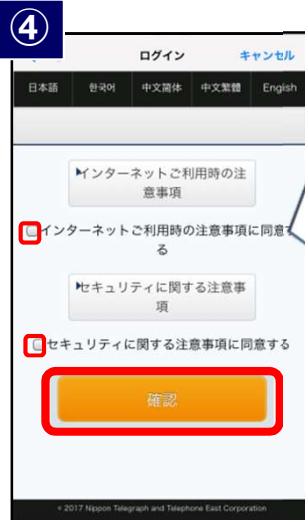 ④
ログイン キャンセル
日本語 한국어 中文简体 中文繁體 English
インターネットご利用時の注
意事項
インターネットご利用時の注意事項に同意す
る
セキュリティに関する注意事
項
セキュリティに関する注意事項に同意する
確認
© 2017 Nippon Telegraph and Telephone East Corporation